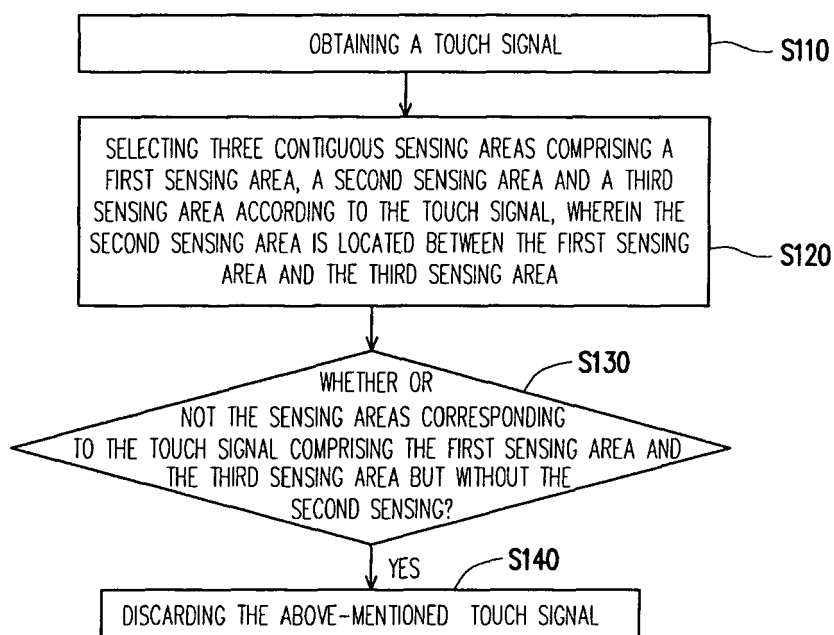 OBTAINING A TOUCH SIGNAL
S110
SELECTING THREE CONTIGUOUS SENSING AREAS COMPRISING A
FIRST SENSING AREA, A SECOND SENSING AREA AND A THIRD
SENSING AREA ACCORDING TO THE TOUCH SIGNAL, WHEREIN THE
SECOND SENSING AREA IS LOCATED BETWEEN THE FIRST SENSING
AREA AND THE THIRD SENSING AREA
S120
S130
WHETHER OR
NOT THE SENSING AREAS CORRESPONDING
TO THE TOUCH SIGNAL COMPRISING THE FIRST SENSING AREA AND
THE THIRD SENSING AREA BUT WITHOUT THE
SECOND SENSING?
YES
S140
DISCARDING THE ABOVE-MENTIONED TOUCH SIGNAL